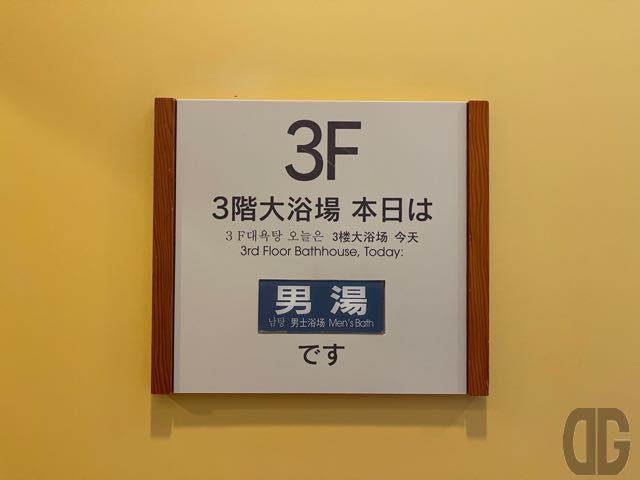 3F
3階大浴場 本日は
３Ｆ대욕탕 오늘은 3楼大浴场 今天
3rd Floor Bathhouse, Today:
男 湯
남탕 男士浴场 Men's Bath
です
DG